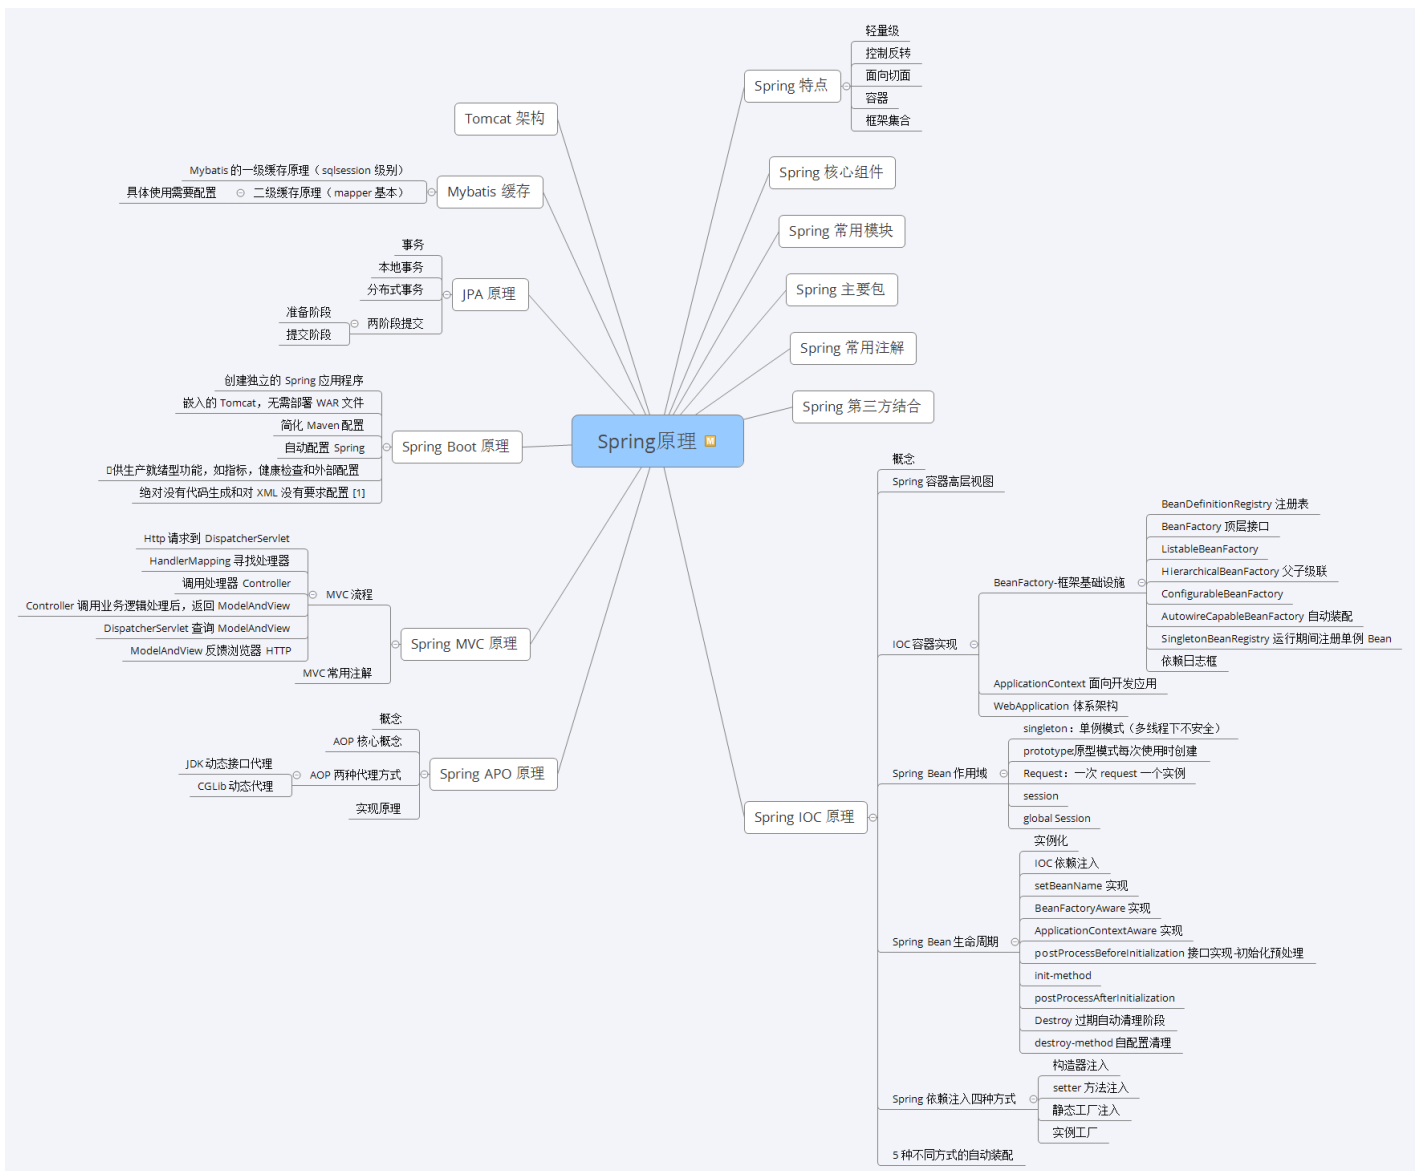 Spring原理
Spring 特点
轻量级
控制反转
面向切面
容器
框架集合
Spring 核心组件
Spring 常用模块
Spring 主要包
Spring 常用注解
Spring 第三方结合
Spring IOC 原理
概念
Spring 容器高层视图
IOC 容器实现
BeanFactory-框架基础设施
BeanDefinitionRegistry 注册表
BeanFactory 顶层接口
ListableBeanFactory
HierarchicalBeanFactory 父子级联
ConfigurableBeanFactory
AutowireCapableBeanFactory 自动装配
SingletonBeanRegistry 运行期间注册单例 Bean
依赖日志框
ApplicationContext 面向开发应用
WebApplication 体系架构
Spring Bean 作用域
singleton：单例模式（多线程下不安全）
prototype:原型模式每次使用时创建
Request：一次 request 一个实例
session
global Session
Spring Bean 生命周期
实例化
IOC 依赖注入
setBeanName 实现
BeanFactoryAware 实现
ApplicationContextAware 实现
postProcessBeforeInitialization 接口实现-初始化预处理
init-method
postProcessAfterInitialization
Destroy 过期自动清理阶段
destroy-method 自配置清理
Spring 依赖注入四种方式
构造器注入
setter 方法注入
静态工厂注入
实例工厂
5 种不同方式的自动装配
Tomcat 架构
Mybatis 缓存
Mybatis 的一级缓存原理（ sqlsession 级别）
二级缓存原理（ mapper 基本）
具体使用需要配置
JPA 原理
事务
本地事务
分布式事务
两阶段提交
准备阶段
提交阶段
Spring Boot 原理
创建独立的 Spring 应用程序
嵌入的 Tomcat，无需部署 WAR 文件
简化 Maven 配置
自动配置 Spring
供生产就绪型功能，如指标，健康检查和外部配置
绝对没有代码生成和对 XML 没有要求配置 [1]
Spring MVC 原理
MVC 流程
Http 请求到 DispatcherServlet
HandlerMapping 寻找处理器
调用处理器 Controller
Controller 调用业务逻辑处理后，返回 ModelAndView
DispatcherServlet 查询 ModelAndView
ModelAndView 反馈浏览器 HTTP
MVC 常用注解
Spring APO 原理
概念
AOP 核心概念
AOP 两种代理方式
JDK 动态接口代理
CGLib 动态代理
实现原理